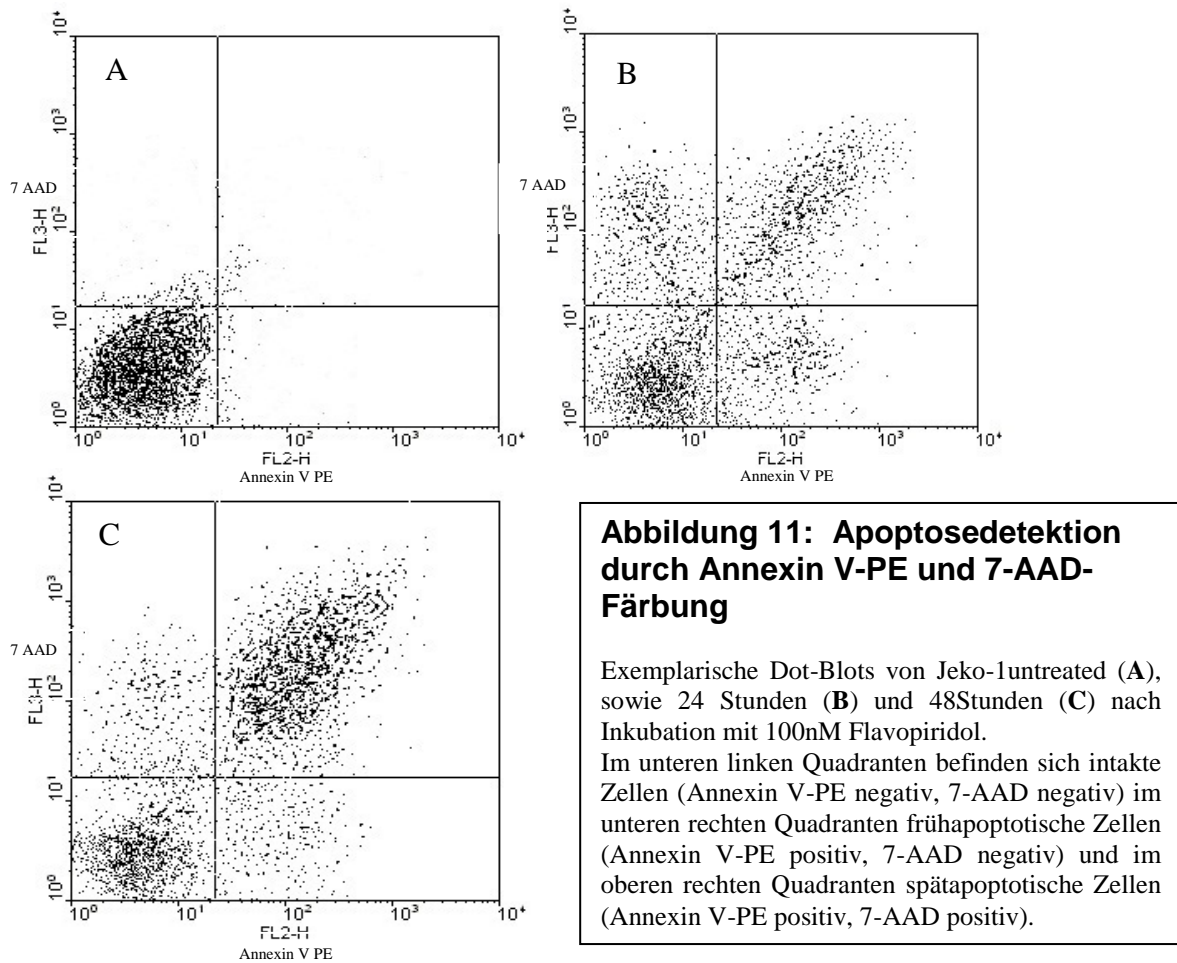 A
10⁴
10³
7 AAD
FL3-H
10²
10¹
10⁰
10⁰ 10¹ 10² 10³ 10⁴
FL2-H
Annexin V PE
B
10⁴
10³
7 AAD
FL3-H
10²
10¹
10⁰
10⁰ 10¹ 10² 10³ 10⁴
FL2-H
Annexin V PE
C
10⁴
10³
7 AAD
FL3-H
10²
10¹
10⁰
10⁰ 10¹ 10² 10³ 10⁴
FL2-H
Annexin V PE
Abbildung 11: Apoptosedetektion
durch Annexin V-PE und 7-AAD-
Färbung
Exemplarische Dot-Blots von Jeko-1untreated (A),
sowie 24 Stunden (B) und 48Stunden (C) nach
Inkubation mit 100nM Flavopiridol.
Im unteren linken Quadranten befinden sich intakte
Zellen (Annexin V-PE negativ, 7-AAD negativ) im
unteren rechten Quadranten frühapoptotische Zellen
(Annexin V-PE positiv, 7-AAD negativ) und im
oberen rechten Quadranten spätapoptotische Zellen
(Annexin V-PE positiv, 7-AAD positiv).